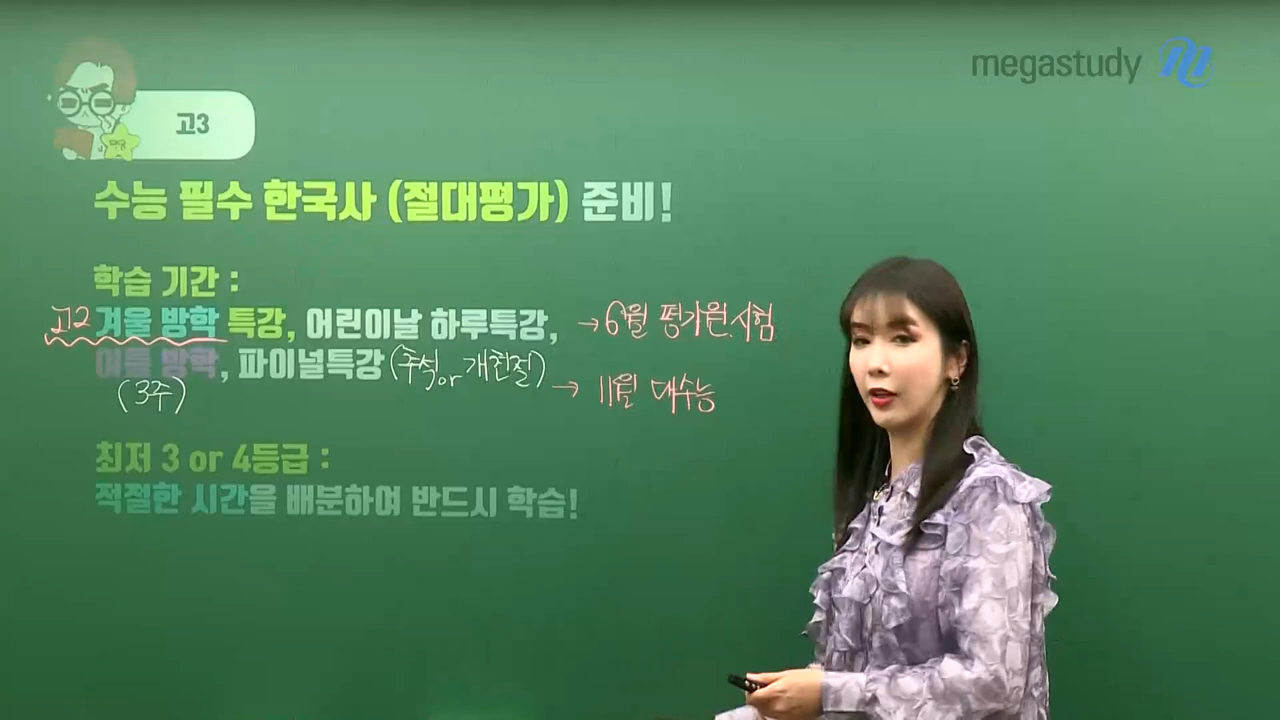 megastudy
고3
수능 필수 한국사 (절대평가) 준비!
학습 기간 :
고2 겨울 방학 특강, 어린이날 하루특강, → 6월 평가원 시험
여름 방학, 파이널특강 (추석 or 개천절) → 11월 대수능
(3주)
최저 3 or 4등급 :
적절한 시간을 배분하여 반드시 학습!